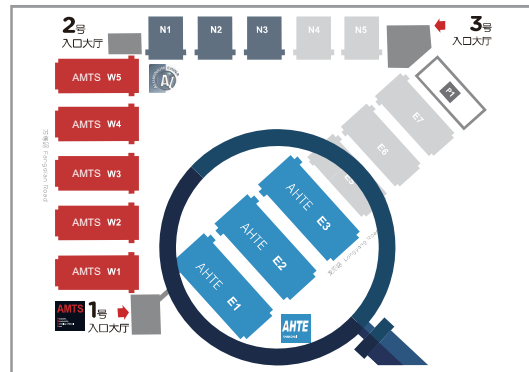 2号
入口大厅
N1
N2
N3
N4
N5
3号
入口大厅
AMTS W5
AMTS W4
AMTS W3
AMTS W2
AMTS W1
AI
P1
E7
E6
AHTE E3
AHTE E2
AHTE E1
AMTS
1号
入口大厅
AHTE